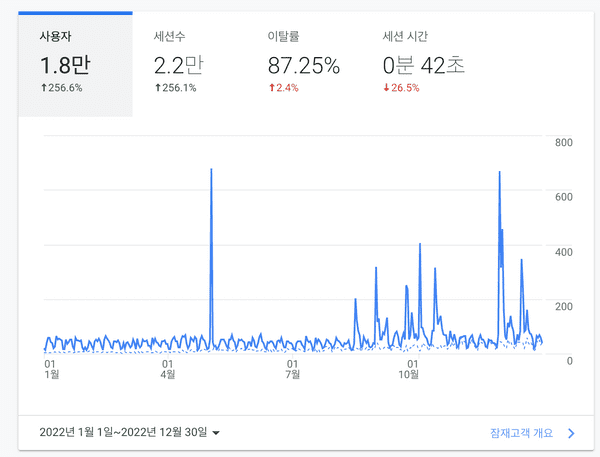 사용자 세션수 이탈률 세션 시간
1.8만 2.2만 87.25% 0분 42초
↑256.6% ↑256.1% ↑2.4% ↓26.5%
800
600
400
200
0
01 01 01 01
1월 4월 7월 10월
2022년 1월 1일~2022년 12월 30일 잠재고객 개요